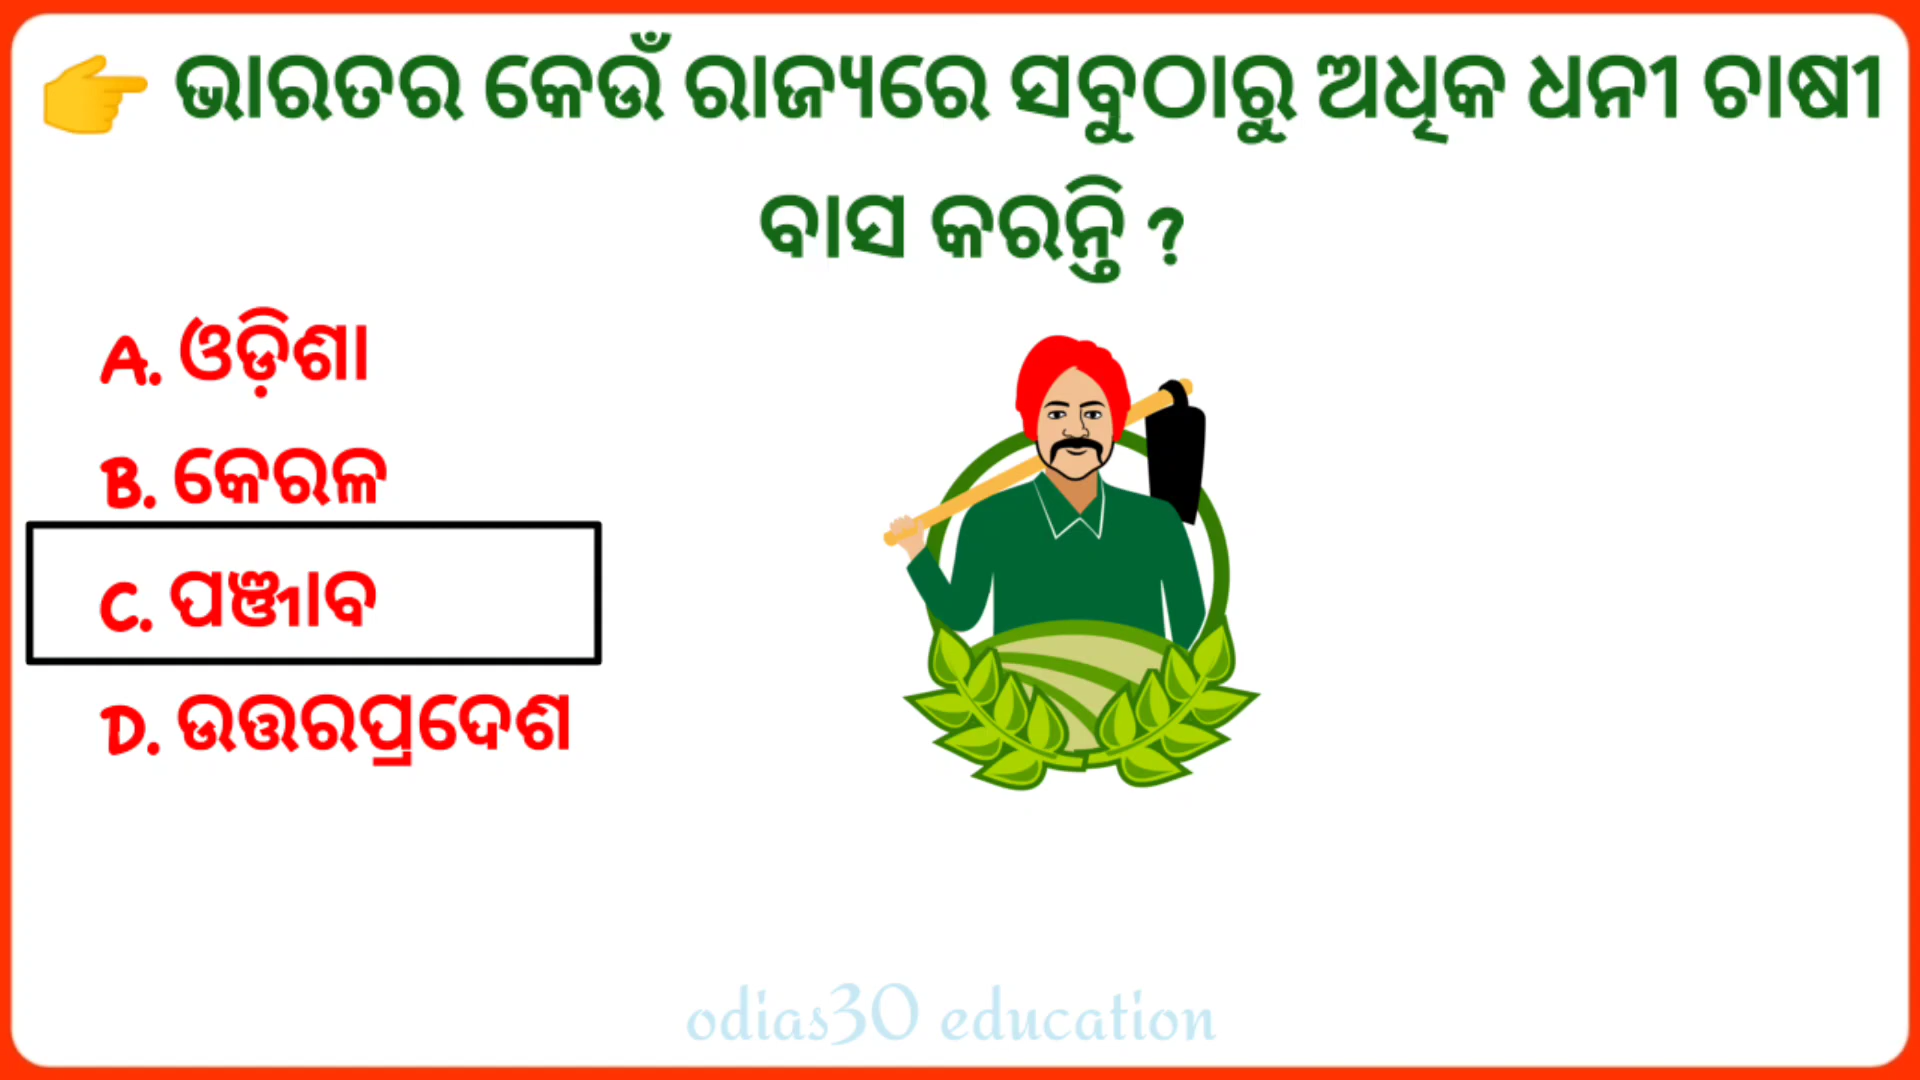 👉 ଭାରତର କେଉଁ ରାଜ୍ୟରେ ସବୁଠାରୁ ଅଧିକ ଧନୀ ଚାଷୀ
ବାସ କରନ୍ତି ?
A. ଓଡ଼ିଶା
B. କେରଳ
C. ପଞ୍ଜାବ
D. ଉତ୍ତରପ୍ରଦେଶ
odias30 education